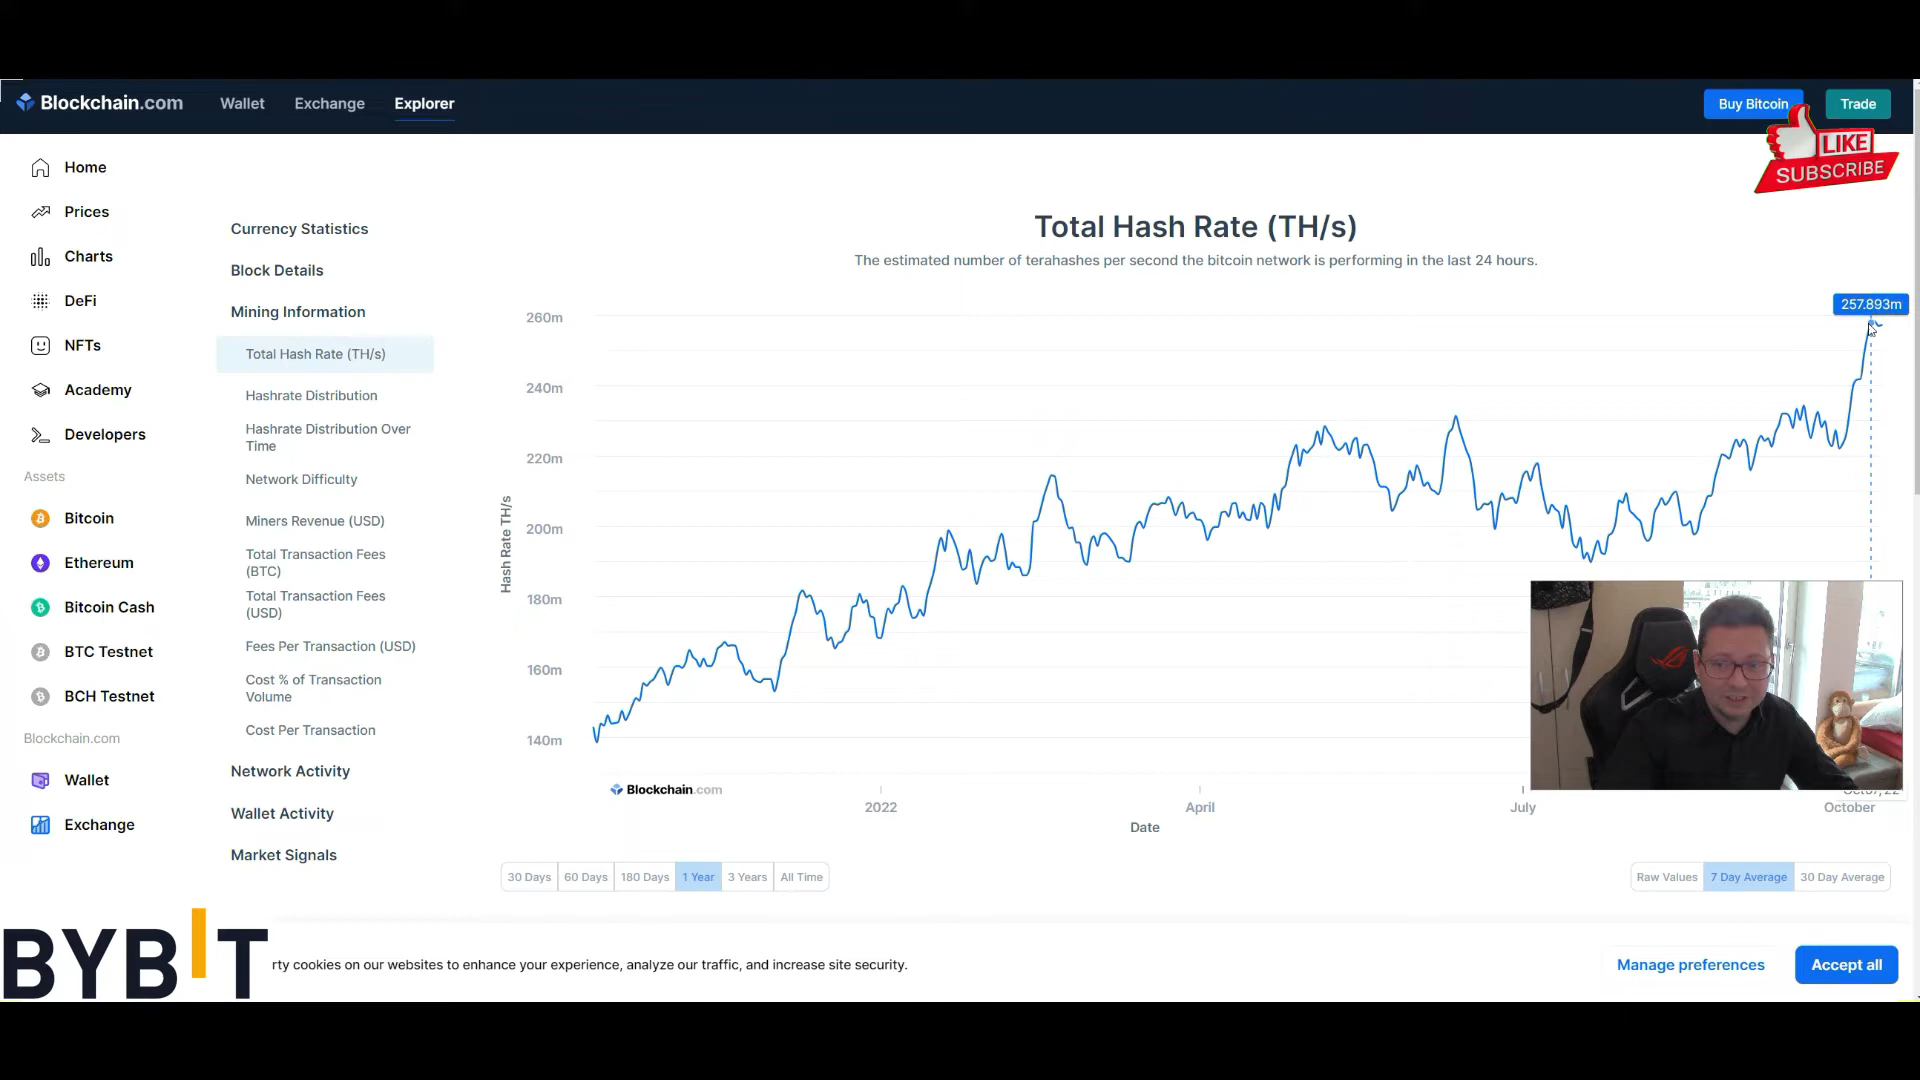 Blockchain.com
Wallet
Exchange
Explorer
Buy Bitcoin
Trade
LIKE
SUBSCRIBE
Home
Prices
Charts
DeFi
NFTs
Academy
Developers
Assets
Bitcoin
Ethereum
Bitcoin Cash
BTC Testnet
BCH Testnet
Blockchain.com
Wallet
Exchange
Currency Statistics
Block Details
Mining Information
Total Hash Rate (TH/s)
Hashrate Distribution
Hashrate Distribution Over
Time
Network Difficulty
Miners Revenue (USD)
Total Transaction Fees
(BTC)
Total Transaction Fees
(USD)
Fees Per Transaction (USD)
Cost % of Transaction
Volume
Cost Per Transaction
Network Activity
Wallet Activity
Market Signals
Total Hash Rate (TH/s)
The estimated number of terahashes per second the bitcoin network is performing in the last 24 hours.
257.893m
260m
240m
220m
200m
180m
160m
140m
Hash Rate TH/s
Blockchain.com
2022
April
July
October
Date
30 Days
60 Days
180 Days
1 Year
3 Years
All Time
Raw Values
7 Day Average
30 Day Average
BYBIT
rty cookies on our websites to enhance your experience, analyze our traffic, and increase site security.
Manage preferences
Accept all